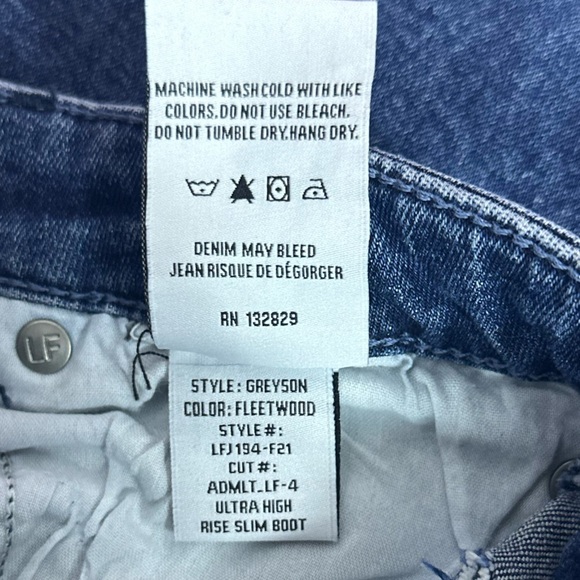 MACHINE WASH COLD WITH LIKE
COLORS. DO NOT USE BLEACH.
DO NOT TUMBLE DRY. HANG DRY.
DENIM MAY BLEED
JEAN RISQUE DE DÉGORGER
RN 132829
LF
STYLE: GREYSON
COLOR: FLEETWOOD
STYLE #:
LFJ194-F21
CUT #:
ADMLT_LF-4
ULTRA HIGH
RISE SLIM BOOT